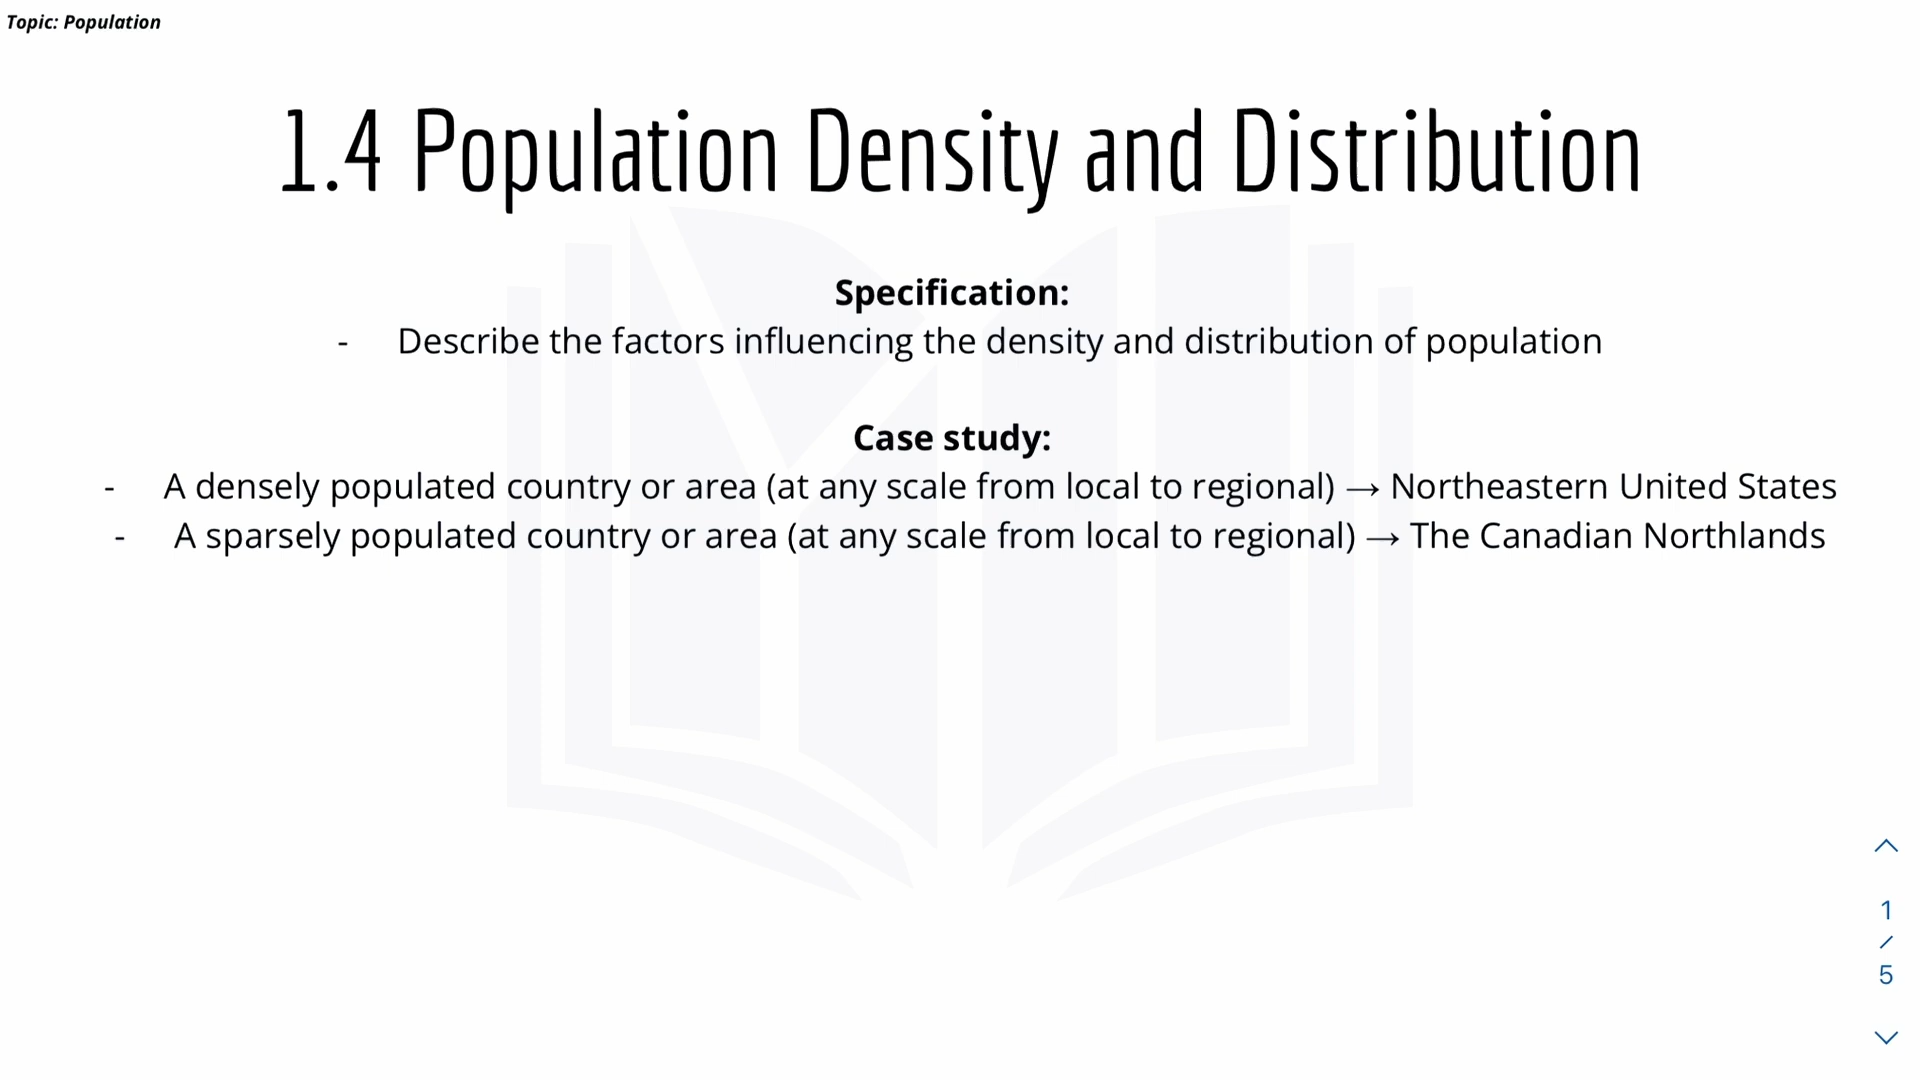 Topic: Population
1.4 Population Density and Distribution
Specification:
- Describe the factors influencing the density and distribution of population
Case study:
- A densely populated country or area (at any scale from local to regional) → Northeastern United States
- A sparsely populated country or area (at any scale from local to regional) → The Canadian Northlands
1
/
5